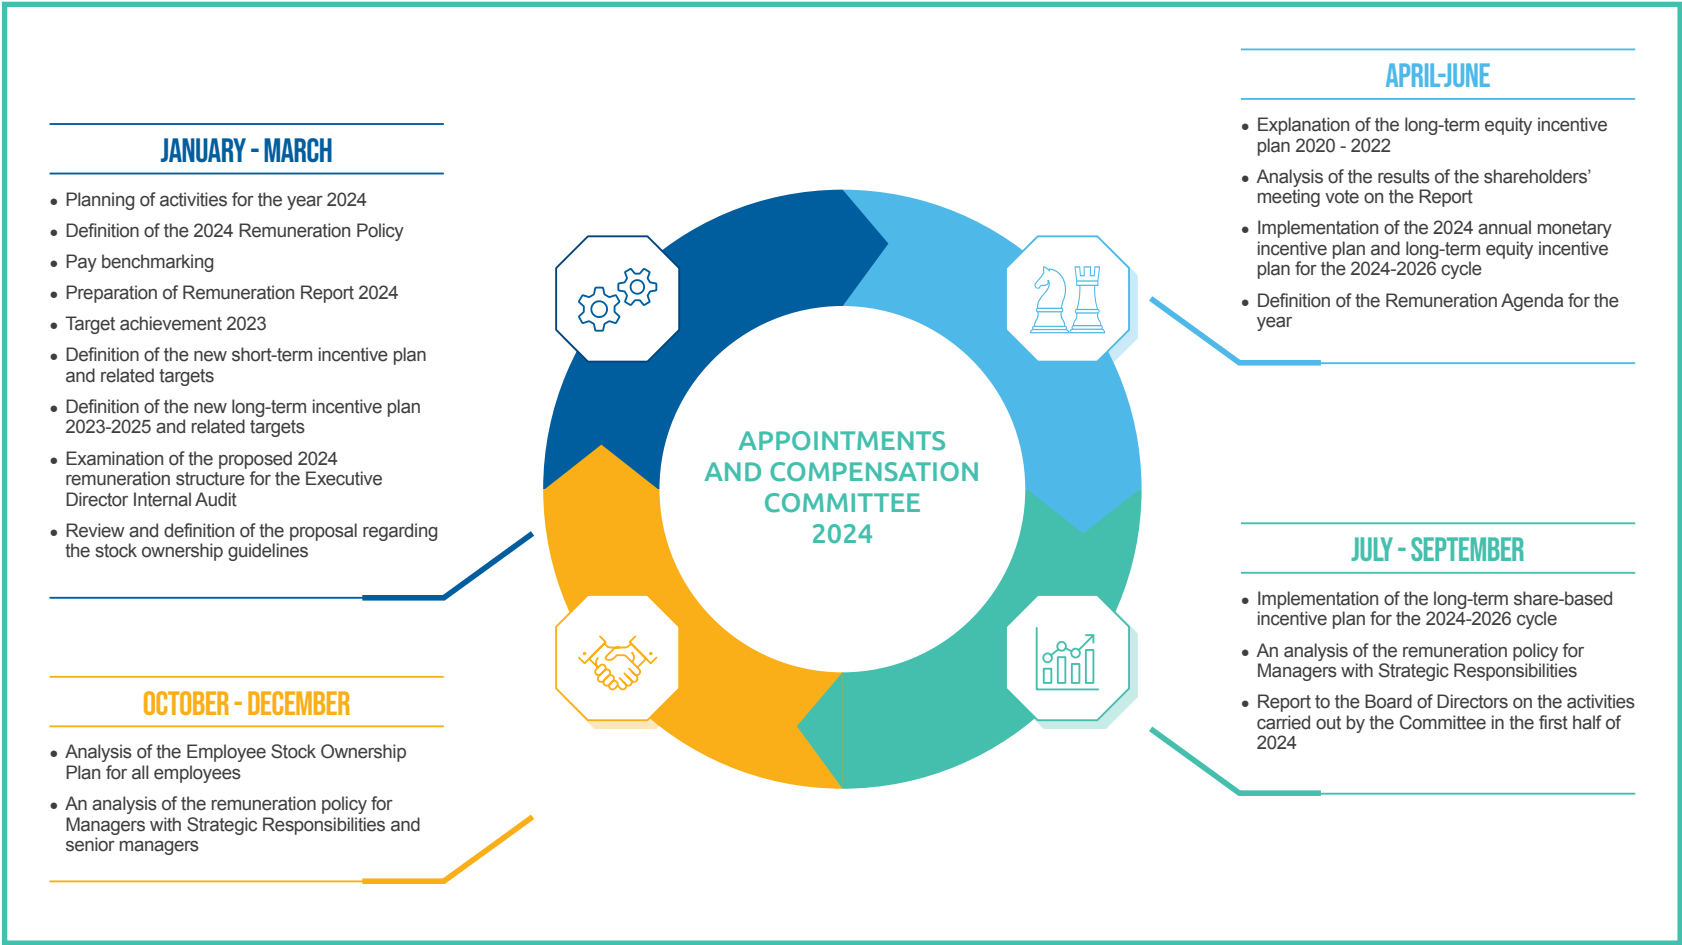 JANUARY - MARCH
• Planning of activities for the year 2024
• Definition of the 2024 Remuneration Policy
• Pay benchmarking
• Preparation of Remuneration Report 2024
• Target achievement 2023
• Definition of the new short-term incentive plan
and related targets
• Definition of the new long-term incentive plan
2023-2025 and related targets
• Examination of the proposed 2024
remuneration structure for the Executive
Director Internal Audit
• Review and definition of the proposal regarding
the stock ownership guidelines
APRIL-JUNE
• Explanation of the long-term equity incentive
plan 2020 - 2022
• Analysis of the results of the shareholders’
meeting vote on the Report
• Implementation of the 2024 annual monetary
incentive plan and long-term equity incentive
plan for the 2024-2026 cycle
• Definition of the Remuneration Agenda for the
year
APPOINTMENTS
AND COMPENSATION
COMMITTEE
2024
JULY - SEPTEMBER
• Implementation of the long-term share-based
incentive plan for the 2024-2026 cycle
• An analysis of the remuneration policy for
Managers with Strategic Responsibilities
• Report to the Board of Directors on the activities
carried out by the Committee in the first half of
2024
OCTOBER - DECEMBER
• Analysis of the Employee Stock Ownership
Plan for all employees
• An analysis of the remuneration policy for
Managers with Strategic Responsibilities and
senior managers